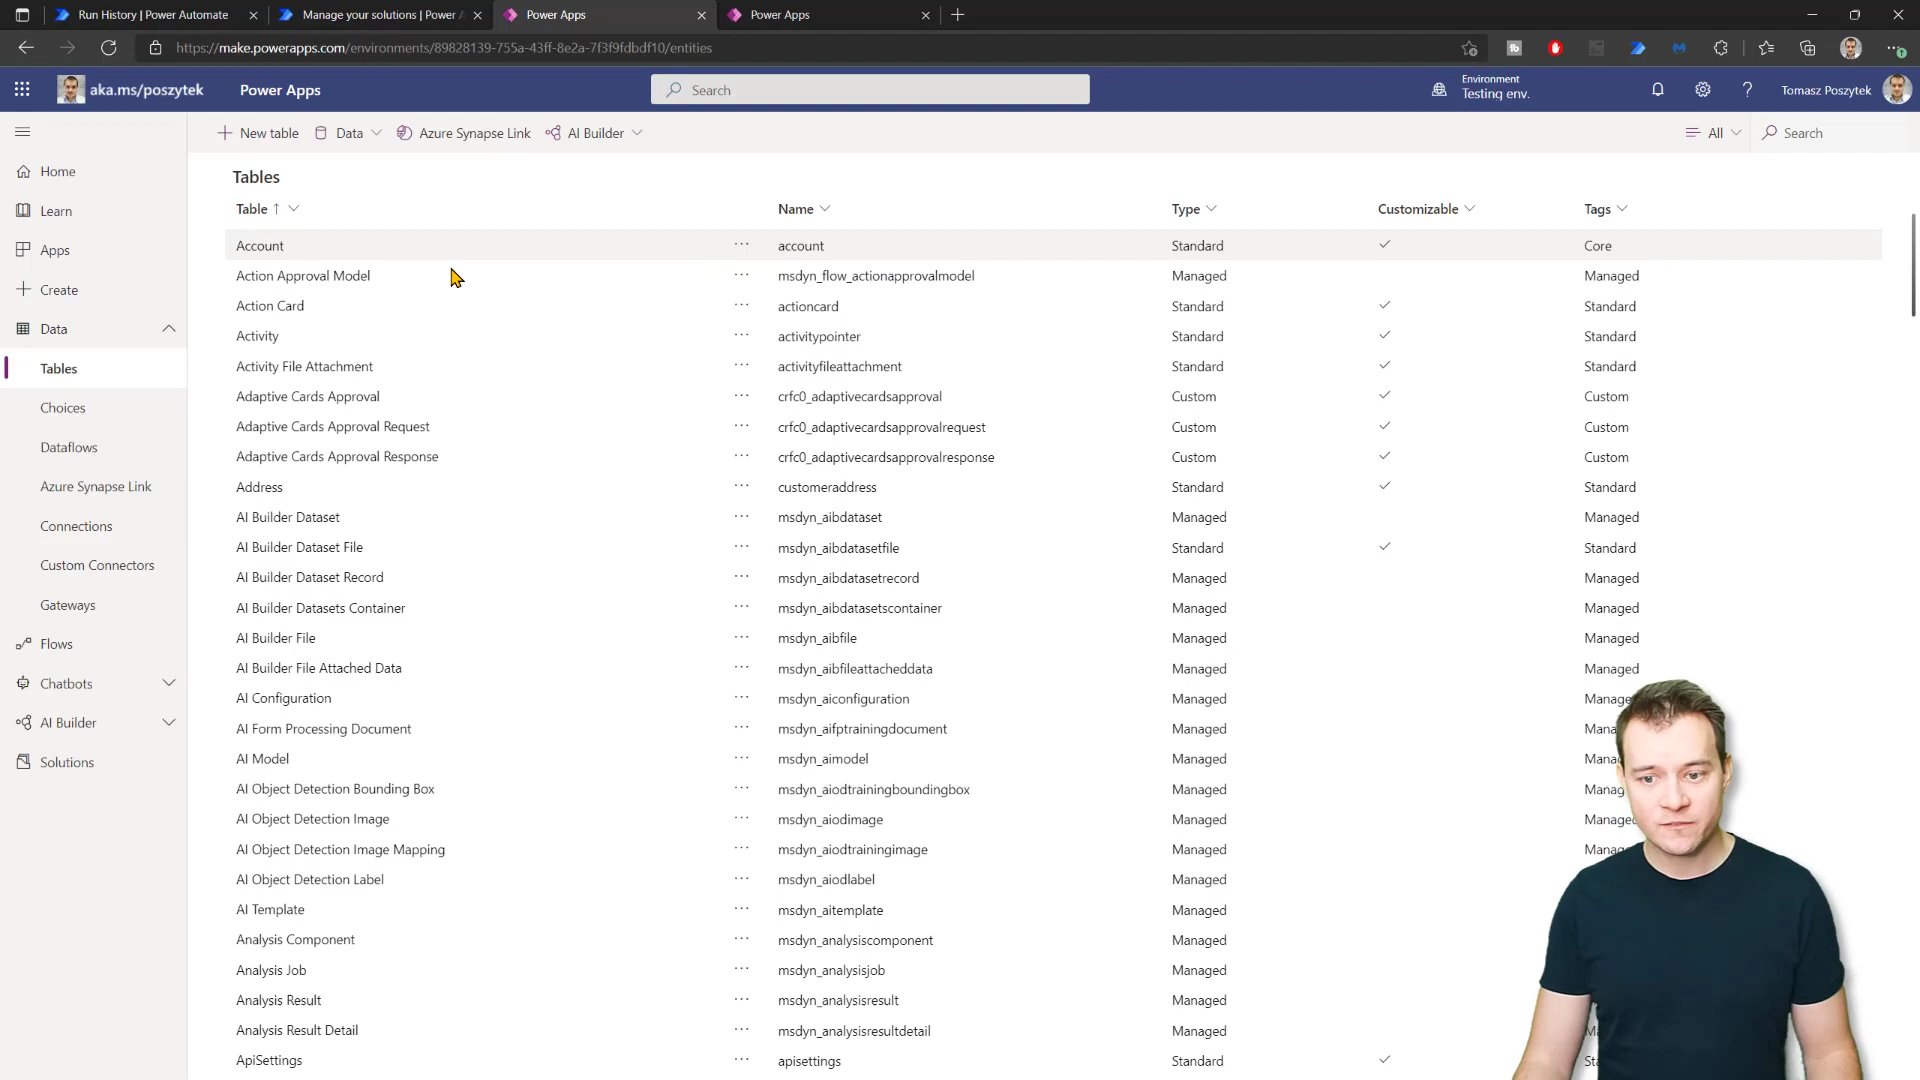 Run History | Power Automate
Manage your solutions | Power A
Power Apps
Power Apps
https://make.powerapps.com/environments/89828139-755a-43ff-8e2a-7f3f9fdbdf10/entities
aka.ms/poszytek
Power Apps
Search
Environment
Testing env.
Tomasz Poszytek
New table
Data
Azure Synapse Link
AI Builder
All
Search
Home
Learn
Apps
Create
Data
Tables
Choices
Dataflows
Azure Synapse Link
Connections
Custom Connectors
Gateways
Flows
Chatbots
AI Builder
Solutions
Tables
Table ↑ Name Type Customizable Tags
Account ··· account Standard ✓ Core
Action Approval Model ··· msdyn_flow_actionapprovalmodel Managed Managed
Action Card ··· actioncard Standard ✓ Standard
Activity ··· activitypointer Standard ✓ Standard
Activity File Attachment ··· activityfileattachment Standard ✓ Standard
Adaptive Cards Approval ··· crfc0_adaptivecardsapproval Custom ✓ Custom
Adaptive Cards Approval Request ··· crfc0_adaptivecardsapprovalrequest Custom ✓ Custom
Adaptive Cards Approval Response ··· crfc0_adaptivecardsapprovalresponse Custom ✓ Custom
Address ··· customeraddress Standard ✓ Standard
AI Builder Dataset ··· msdyn_aibdataset Managed Managed
AI Builder Dataset File ··· msdyn_aibdatasetfile Standard ✓ Standard
AI Builder Dataset Record ··· msdyn_aibdatasetrecord Managed Managed
AI Builder Datasets Container ··· msdyn_aibdatasetscontainer Managed Managed
AI Builder File ··· msdyn_aibfile Managed Managed
AI Builder File Attached Data ··· msdyn_aibfileattacheddata Managed Managed
AI Configuration ··· msdyn_aiconfiguration Managed Manage
AI Form Processing Document ··· msdyn_aifptrainingdocument Managed Mana
AI Model ··· msdyn_aimodel Managed Mana
AI Object Detection Bounding Box ··· msdyn_aiodtrainingboundingbox Managed Manag
AI Object Detection Image ··· msdyn_aiodimage Managed Managed
AI Object Detection Image Mapping ··· msdyn_aiodtrainingimage Managed Manag
AI Object Detection Label ··· msdyn_aiodlabel Managed
AI Template ··· msdyn_aitemplate Managed
Analysis Component ··· msdyn_analysiscomponent Managed
Analysis Job ··· msdyn_analysisjob Managed
Analysis Result ··· msdyn_analysisresult Managed
Analysis Result Detail ··· msdyn_analysisresultdetail Managed
ApiSettings ··· apisettings Standard ✓